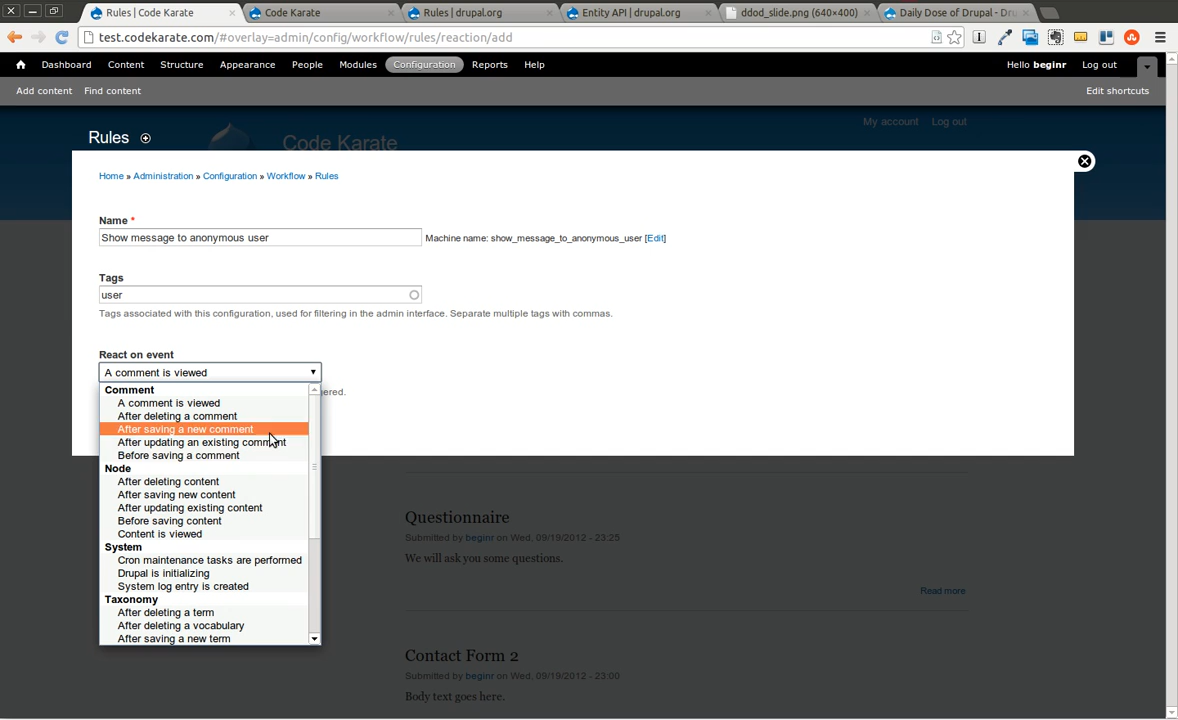 Rules | Code Karate
Code Karate
Rules | drupal.org
Entity API | drupal.org
ddod_slide.png (640×400)
Daily Dose of Drupal - Dru
test.codekarate.com/#overlay=admin/config/workflow/rules/reaction/add
Dashboard Content Structure Appearance People Modules Configuration Reports Help
Hello beginr Log out
Add content Find content
Edit shortcuts
My account Log out
Rules
Code Karate
Home » Administration » Configuration » Workflow » Rules
Name *
Show message to anonymous user
Machine name: show_message_to_anonymous_user [Edit]
Tags
user
Tags associated with this configuration, used for filtering in the admin interface. Separate multiple tags with commas.
React on event
A comment is viewed
ered.
Comment
A comment is viewed
After deleting a comment
After saving a new comment
After updating an existing comment
Before saving a comment
Node
After deleting content
After saving new content
After updating existing content
Before saving content
Content is viewed
System
Cron maintenance tasks are performed
Drupal is initializing
System log entry is created
Taxonomy
After deleting a term
After deleting a vocabulary
After saving a new term
Questionnaire
Submitted by beginr on Wed, 09/19/2012 - 23:25
We will ask you some questions.
Read more
Contact Form 2
Submitted by beginr on Wed, 09/19/2012 - 23:00
Body text goes here.